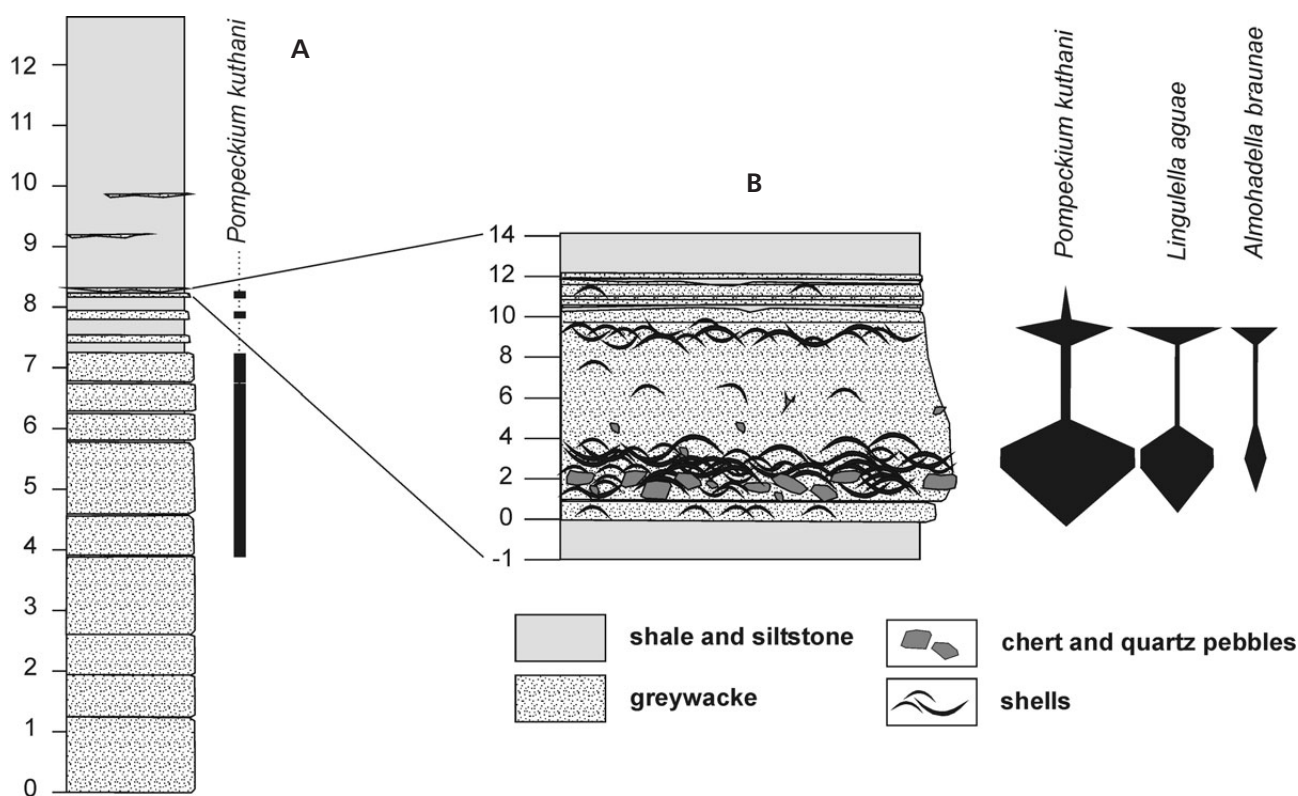 A
Pompeckium kuthani
12
11
10
9
8
7
6
5
4
3
2
1
0
B
14
12
10
8
6
4
2
0
-1
Pompeckium kuthani
Lingulella aguae
Almohadella braunae
shale and siltstone
greywacke
chert and quartz pebbles
shells